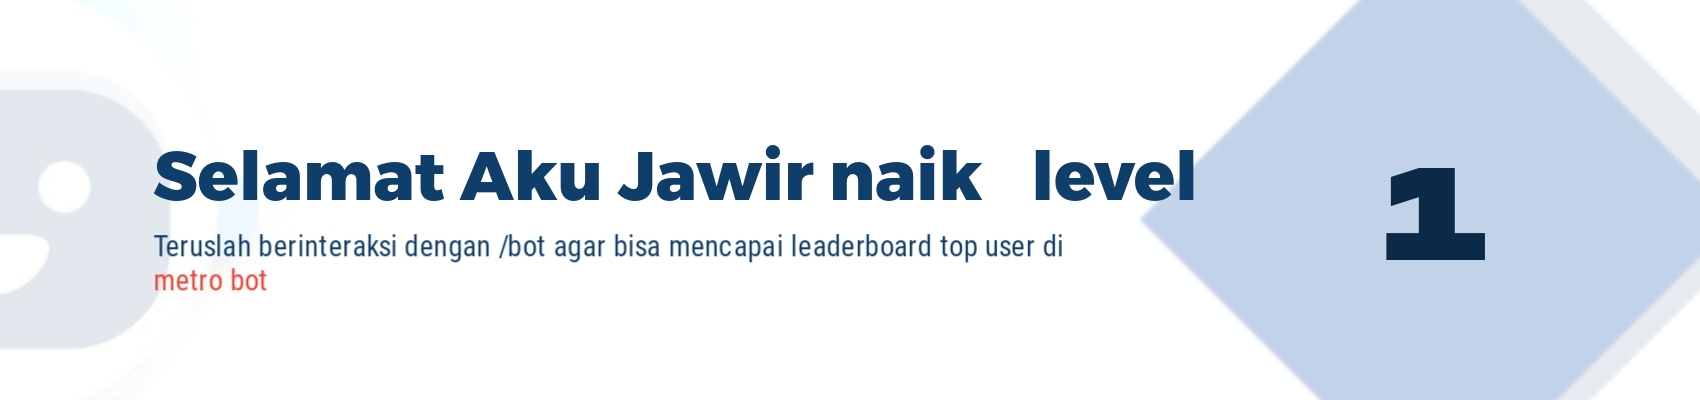 Selamat Aku Jawir naik level
1
Teruslah berinteraksi dengan /bot agar bisa mencapai leaderboard top user di
metro bot